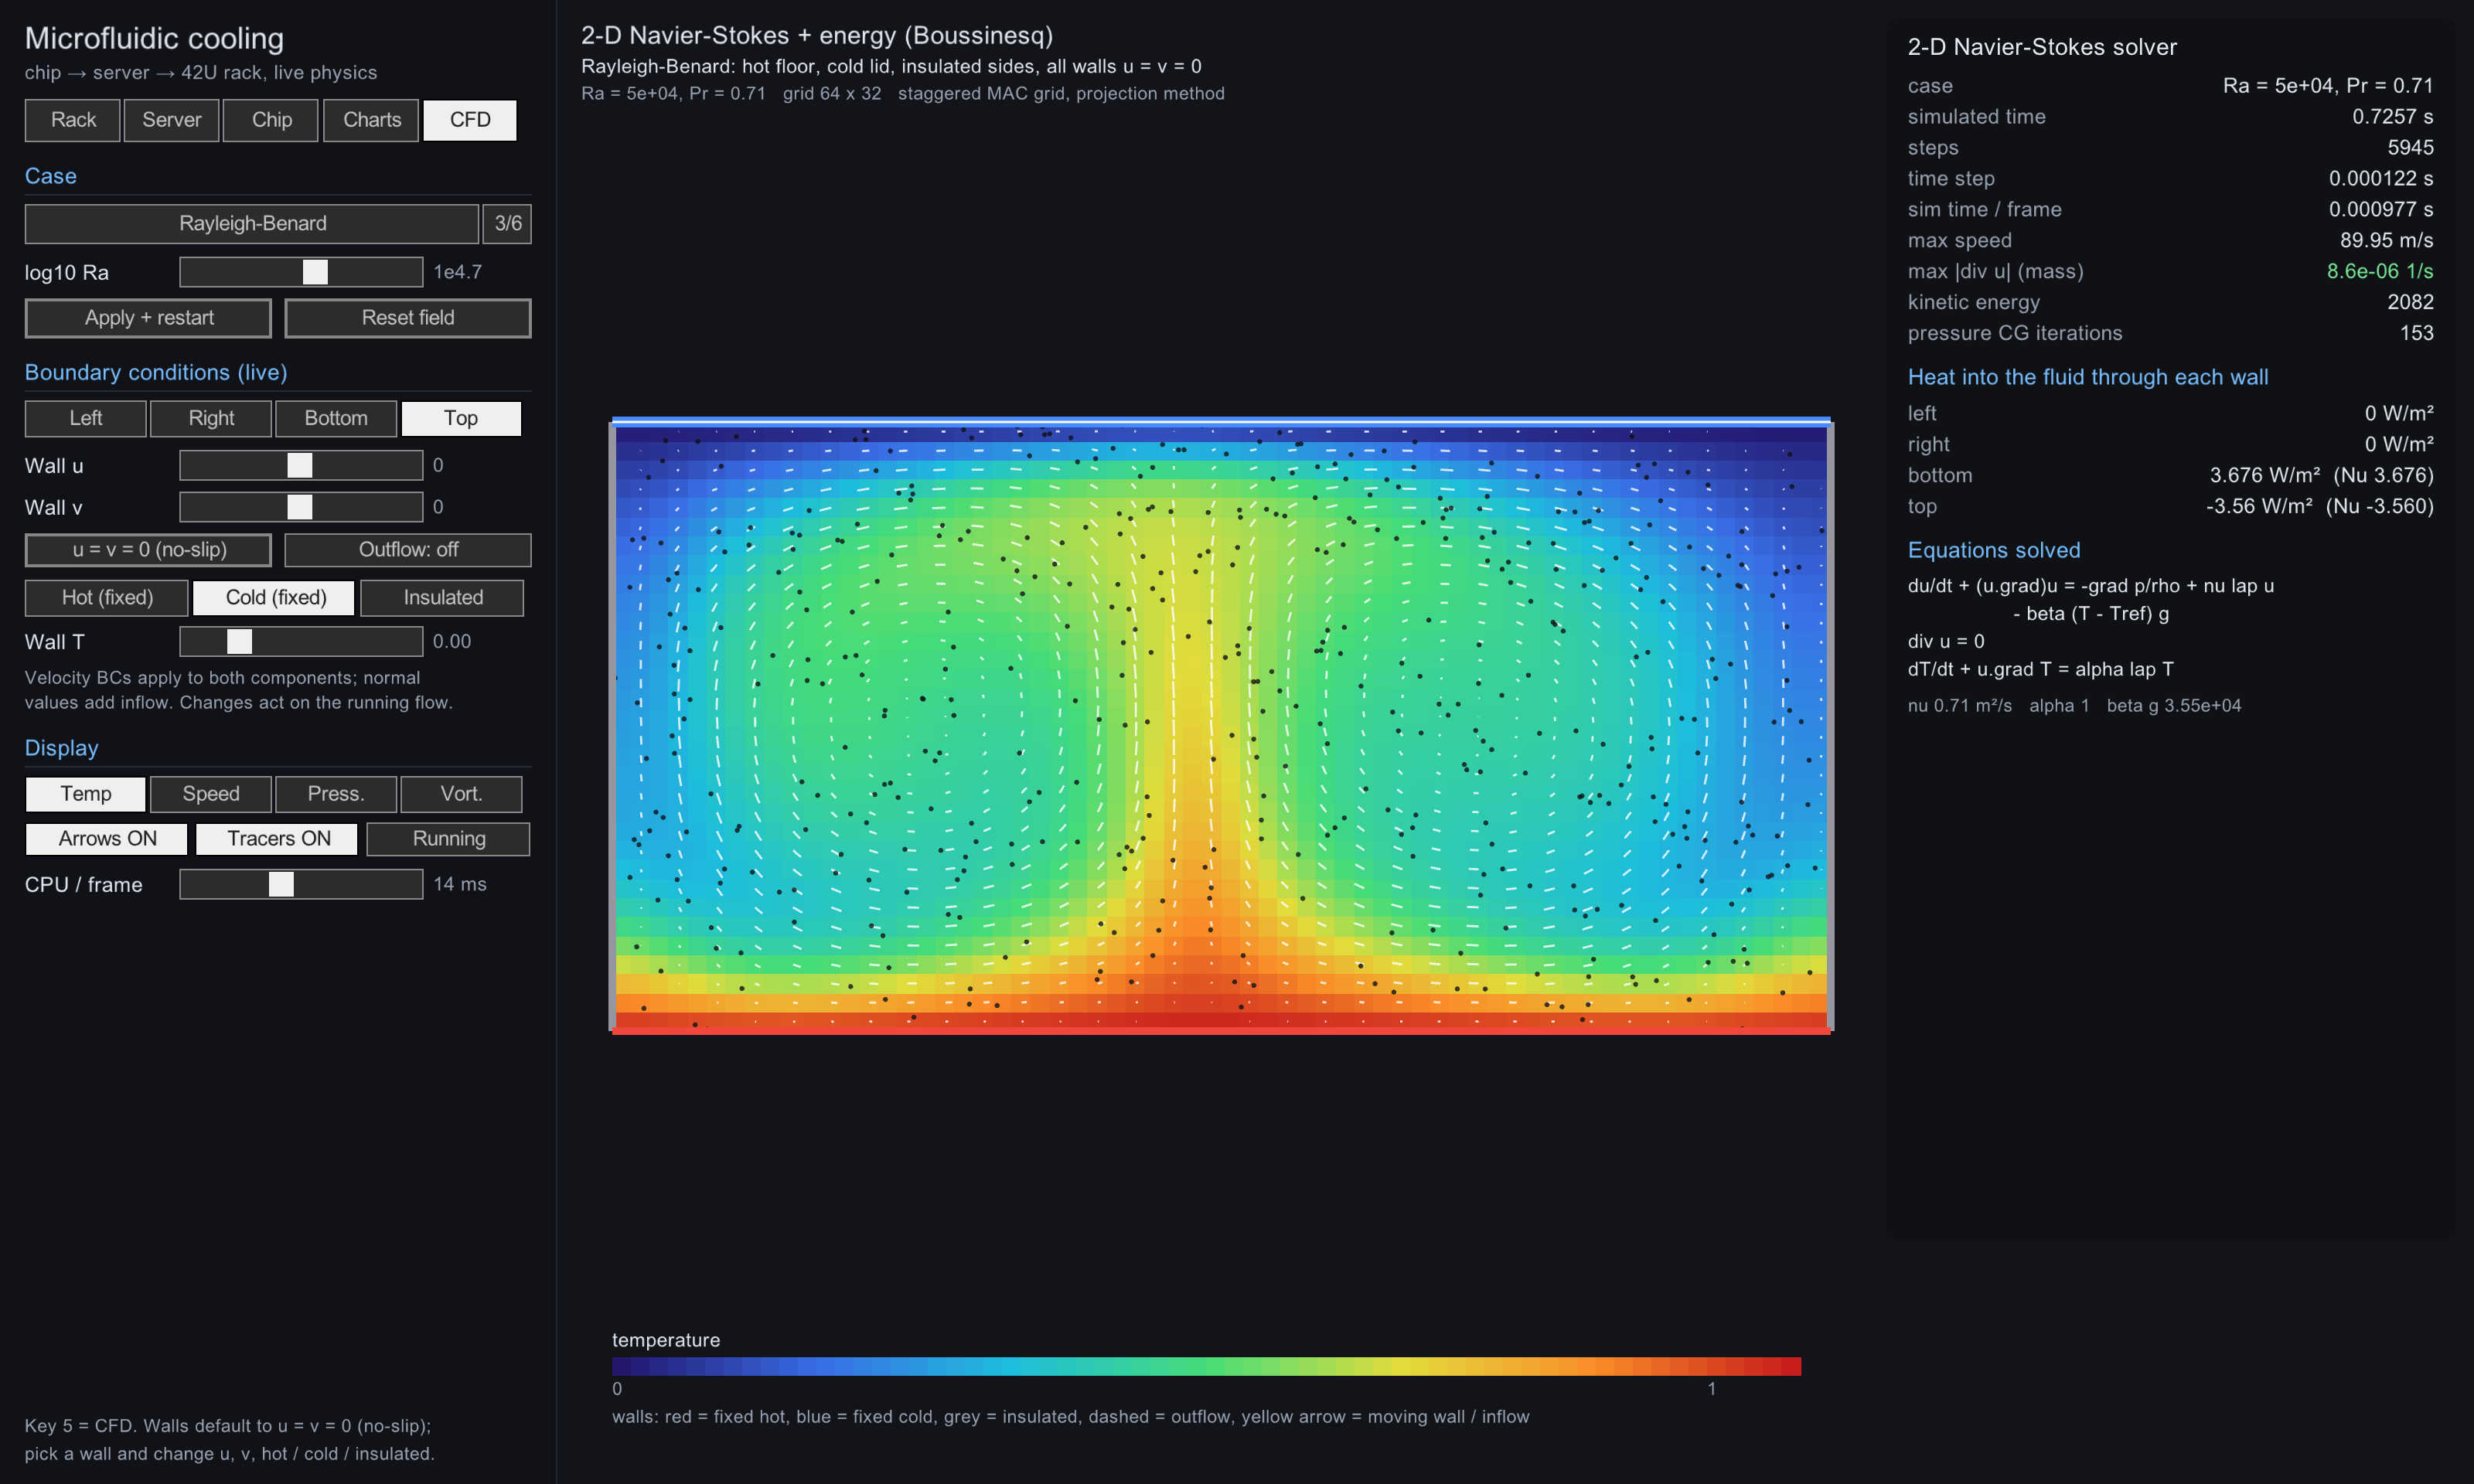 Microfluidic cooling
chip → server → 42U rack, live physics
Rack Server Chip Charts CFD
Case
Rayleigh-Benard 3/6
log10 Ra 1e4.7
Apply + restart Reset field
Boundary conditions (live)
Left Right Bottom Top
Wall u 0
Wall v 0
u = v = 0 (no-slip) Outflow: off
Hot (fixed) Cold (fixed) Insulated
Wall T 0.00
Velocity BCs apply to both components; normal
values add inflow. Changes act on the running flow.
Display
Temp Speed Press. Vort.
Arrows ON Tracers ON Running
CPU / frame 14 ms
Key 5 = CFD. Walls default to u = v = 0 (no-slip);
pick a wall and change u, v, hot / cold / insulated.
2-D Navier-Stokes + energy (Boussinesq)
Rayleigh-Benard: hot floor, cold lid, insulated sides, all walls u = v = 0
Ra = 5e+04, Pr = 0.71 grid 64 x 32 staggered MAC grid, projection method
temperature
0 1
walls: red = fixed hot, blue = fixed cold, grey = insulated, dashed = outflow, yellow arrow = moving wall / inflow
2-D Navier-Stokes solver
case Ra = 5e+04, Pr = 0.71
simulated time 0.7257 s
steps 5945
time step 0.000122 s
sim time / frame 0.000977 s
max speed 89.95 m/s
max |div u| (mass) 8.6e-06 1/s
kinetic energy 2082
pressure CG iterations 153
Heat into the fluid through each wall
left 0 W/m²
right 0 W/m²
bottom 3.676 W/m² (Nu 3.676)
top -3.56 W/m² (Nu -3.560)
Equations solved
du/dt + (u.grad)u = -grad p/rho + nu lap u
- beta (T - Tref) g
div u = 0
dT/dt + u.grad T = alpha lap T
nu 0.71 m²/s alpha 1 beta g 3.55e+04